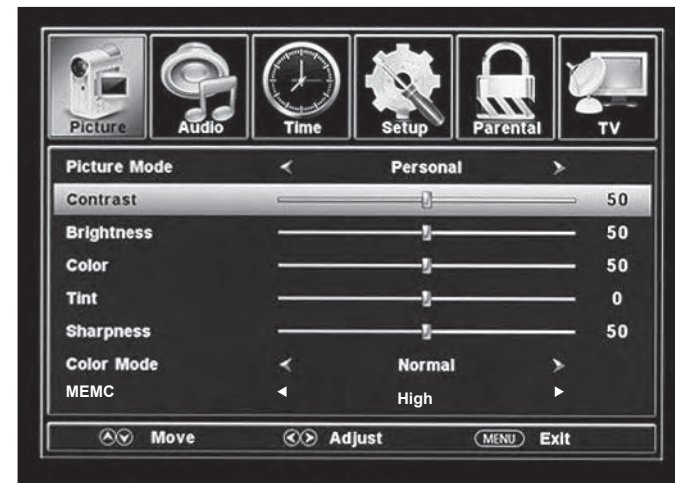 Picture Audio Time Setup Parental TV
Picture Mode Personal
Contrast 50
Brightness 50
Color 50
Tint 0
Sharpness 50
Color Mode Normal
MEMC High
Move Adjust MENU Exit